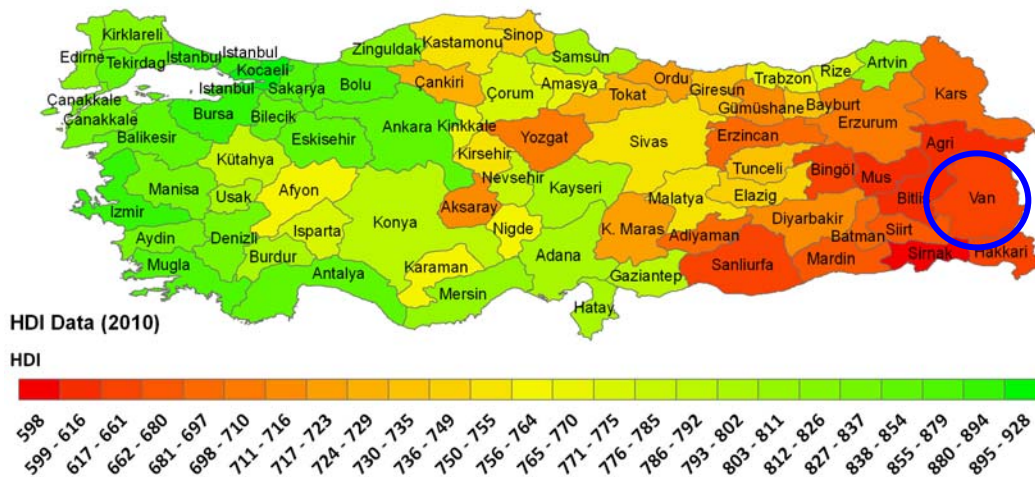 Kirklareli
Edirne
Tekirdag
Istanbul
Istanbul
Kocaeli
Istanbul
Sakarya
Bolu
Zinguldak
Kastamonu
Sinop
Samsun
Çankiri
Çorum
Amasya
Ordu
Tokat
Giresun
Trabzon
Rize
Artvin
Gümüshane
Bayburt
Kars
Çanakkale
Çanakkale
Balikesir
Bursa
Bilecik
Eskisehir
Ankara
Kinkkale
Yozgat
Sivas
Erzincan
Erzurum
Agri
Kütahya
Kirsehir
Nevsehir
Kayseri
Tunceli
Bingöl
Mus
Manisa
Usak
Afyon
Konya
Aksaray
Nigde
Malatya
Elazig
Bitlis
Van
Izmir
Aydin
Denizli
Isparta
Burdur
Mugla
Antalya
Karaman
Mersin
Adana
K. Maras
Adiyaman
Diyarbakir
Batman
Siirt
Gaziantep
Sanliurfa
Mardin
Sirnak
Hakkari
Hatay
HDI Data (2010)
HDI
598
599 - 616
617 - 661
662 - 680
681 - 697
698 - 710
711 - 716
717 - 723
724 - 729
730 - 735
736 - 749
750 - 755
756 - 764
765 - 770
771 - 775
776 - 785
786 - 792
793 - 802
803 - 811
812 - 826
827 - 837
838 - 854
855 - 879
880 - 894
895 - 928